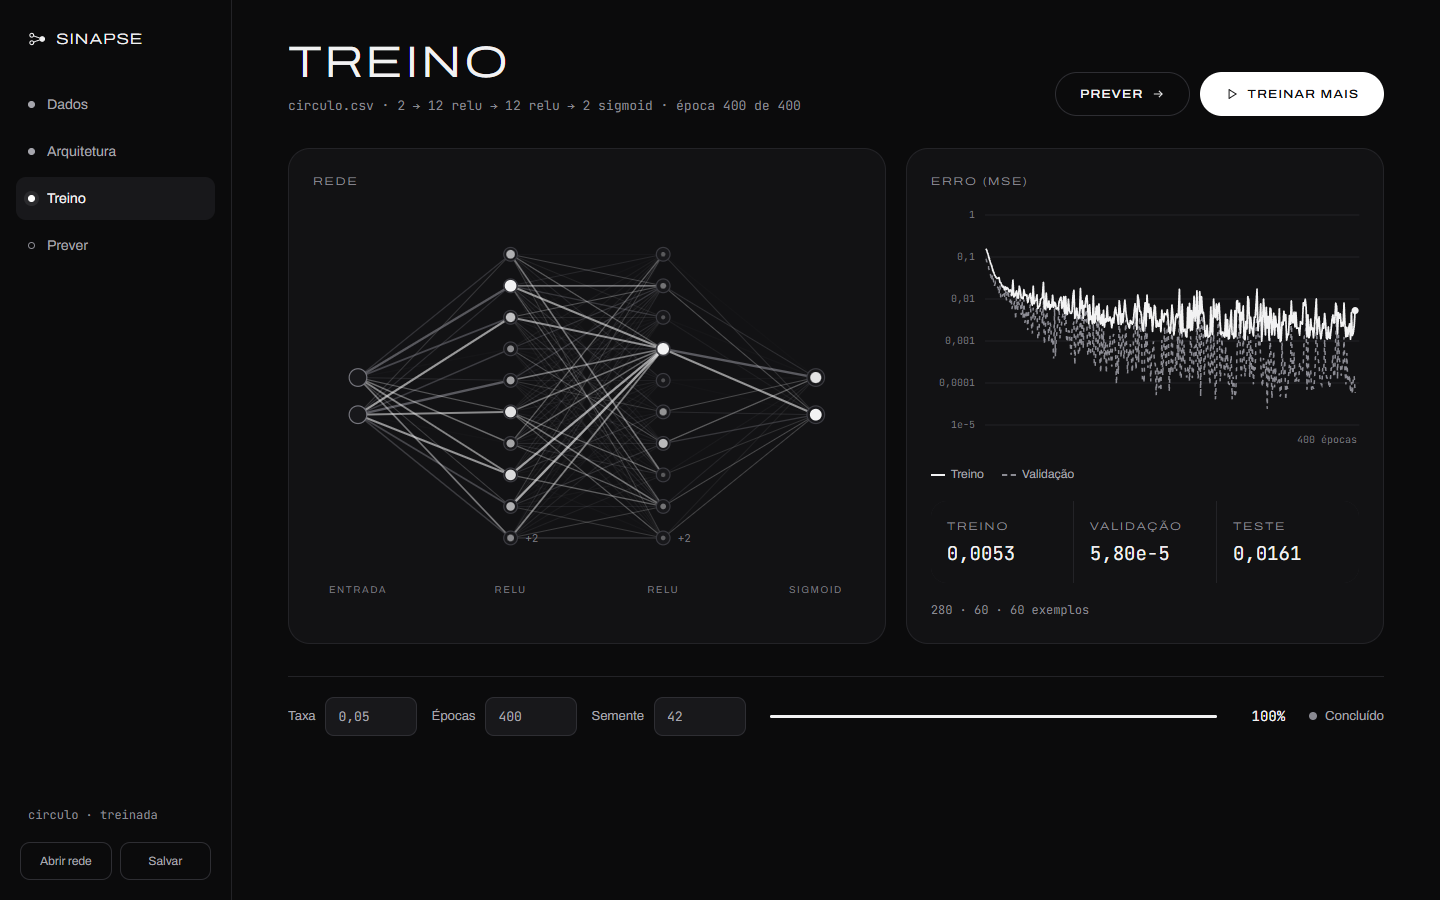 SINAPSE
Dados
Arquitetura
Treino
Prever
circulo · treinada
Abrir rede
Salvar
TREINO
circulo.csv · 2 → 12 relu → 12 relu → 2 sigmoid · época 400 de 400
PREVER →
TREINAR MAIS
REDE
+2
+2
ENTRADA
RELU
RELU
SIGMOID
ERRO (MSE)
1
0,1
0,01
0,001
0,0001
1e-5
400 épocas
Treino
Validação
TREINO
0,0053
VALIDAÇÃO
5,80e-5
TESTE
0,0161
280 · 60 · 60 exemplos
Taxa
0,05
Épocas
400
Semente
42
100%
Concluído